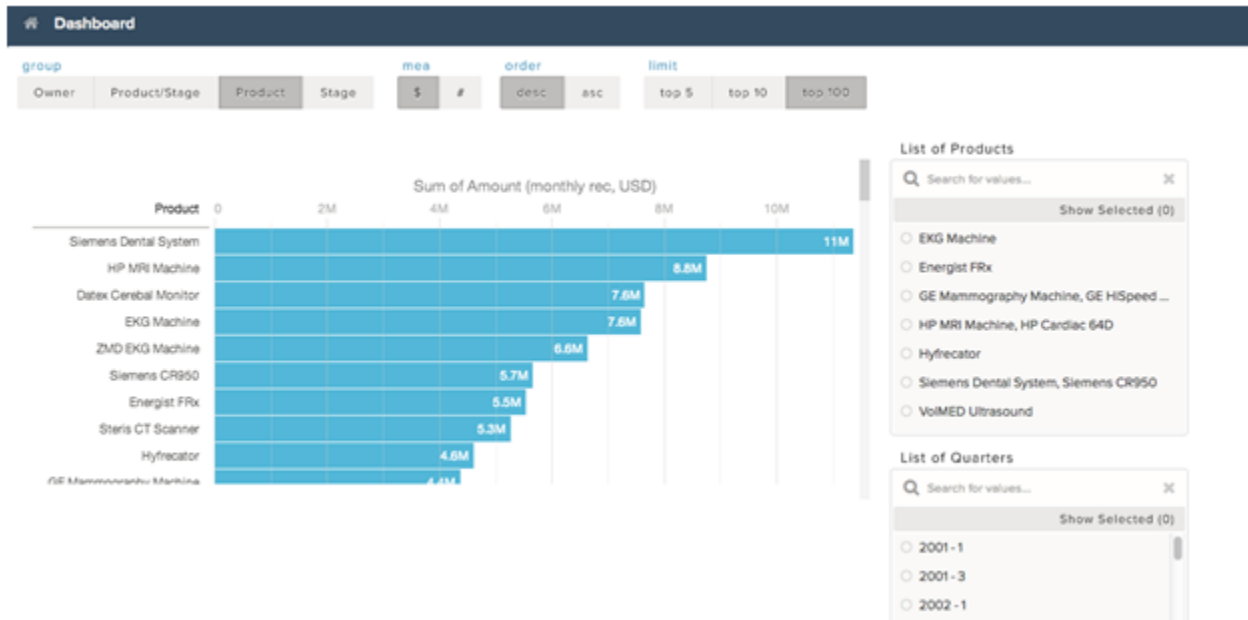 Dashboard
group mea order limit
Owner Product/Stage Product Stage $ # desc asc top 5 top 10 top 100
List of Products
Search for values...
Show Selected (0)
EKG Machine
Energist FRx
GE Mammography Machine, GE HiSpeed ...
HP MRI Machine, HP Cardiac 64D
Hyfrecator
Siemens Dental System, Siemens CR950
VolMED Ultrasound
Sum of Amount (monthly rec, USD)
Product 0 2M 4M 6M 8M 10M
Siemens Dental System 11M
HP MRI Machine 8.8M
Datex Cerebal Monitor 7.6M
EKG Machine 7.6M
ZMD EKG Machine 6.6M
Siemens CR950 5.7M
Energist FRx 5.5M
Steris CT Scanner 5.3M
Hyfrecator 4.6M
GE Mammography Machine 4.4M
List of Quarters
Search for values...
Show Selected (0)
2001 - 1
2001 - 3
2002 - 1